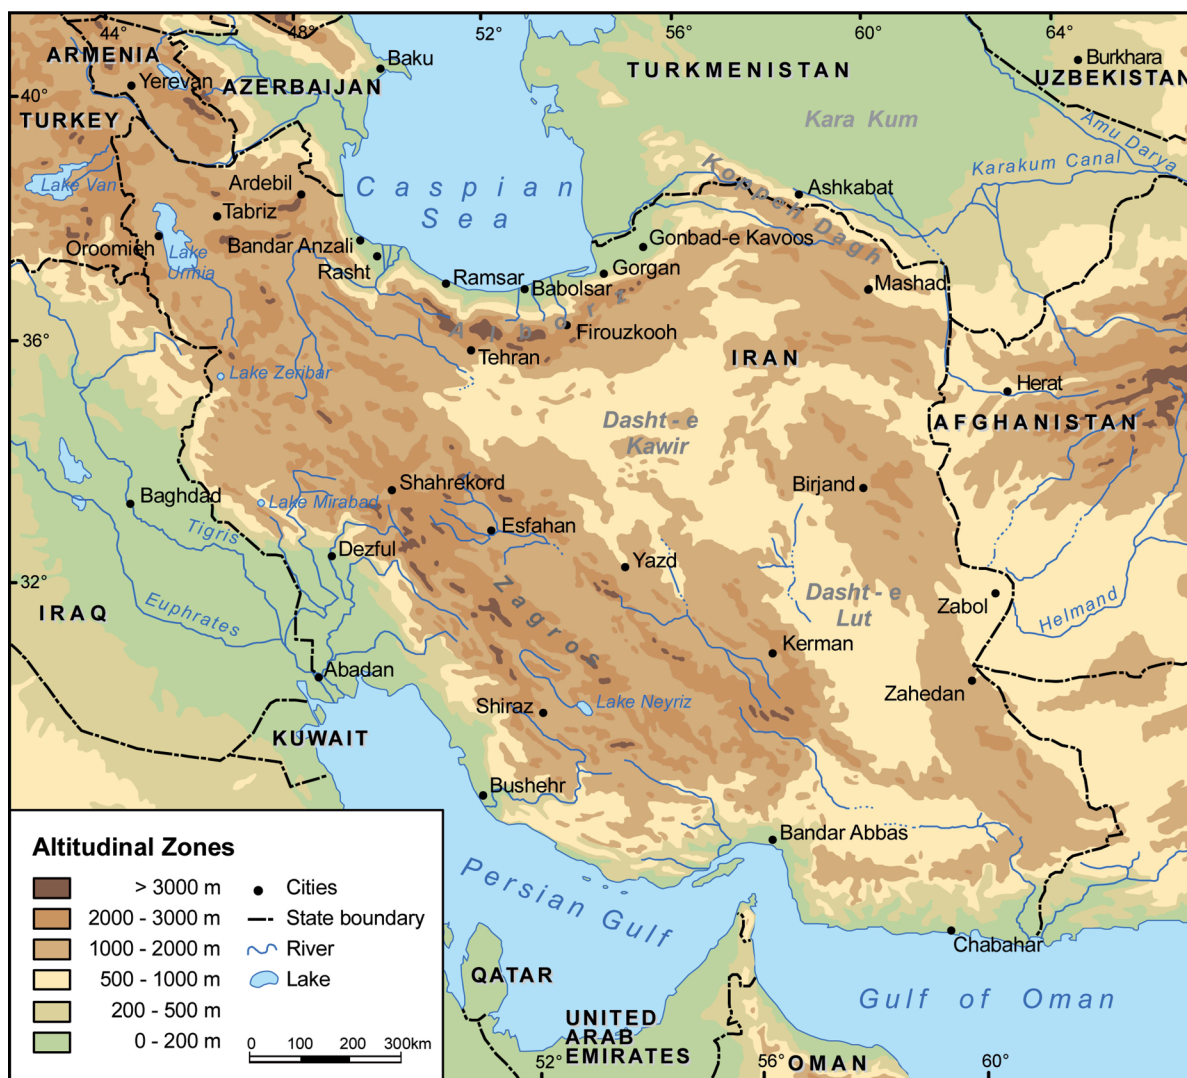 44°
48°
52°
56°
60°
64°
ARMENIA
Baku
Burkhara
TURKMENISTAN
UZBEKISTAN
Yerevan
AZERBAIJAN
40°
TURKEY
Kara Kum
Amu Darya
Karakum Canal
Koppeh Dagh
Lake Van
Ardebil
Caspian
Sea
Ashkabat
Tabriz
Oroomieh
Lake
Urmia
Bandar Anzali
Rasht
Gonbad-e Kavoos
Gorgan
Ramsar
Babolsar
Mashad
Alborz
Firouzkooh
36°
Tehran
IRAN
Lake Zeribar
Herat
AFGHANISTAN
Dasht - e
Kawir
Shahrekord
Birjand
Baghdad
Lake Mirabad
Tigris
Esfahan
Dezful
Yazd
32°
Zagros
Dasht - e
Lut
Zabol
Helmand
IRAQ
Euphrates
Kerman
Abadan
Zahedan
Shiraz
Lake Neyriz
KUWAIT
Bushehr
Bandar Abbas
Persian Gulf
Chabahar
QATAR
Gulf of Oman
UNITED
ARAB
EMIRATES
OMAN
52°
56°
60°
Altitudinal Zones
> 3000 m
2000 - 3000 m
1000 - 2000 m
500 - 1000 m
200 - 500 m
0 - 200 m
Cities
State boundary
River
Lake
0 100 200 300km